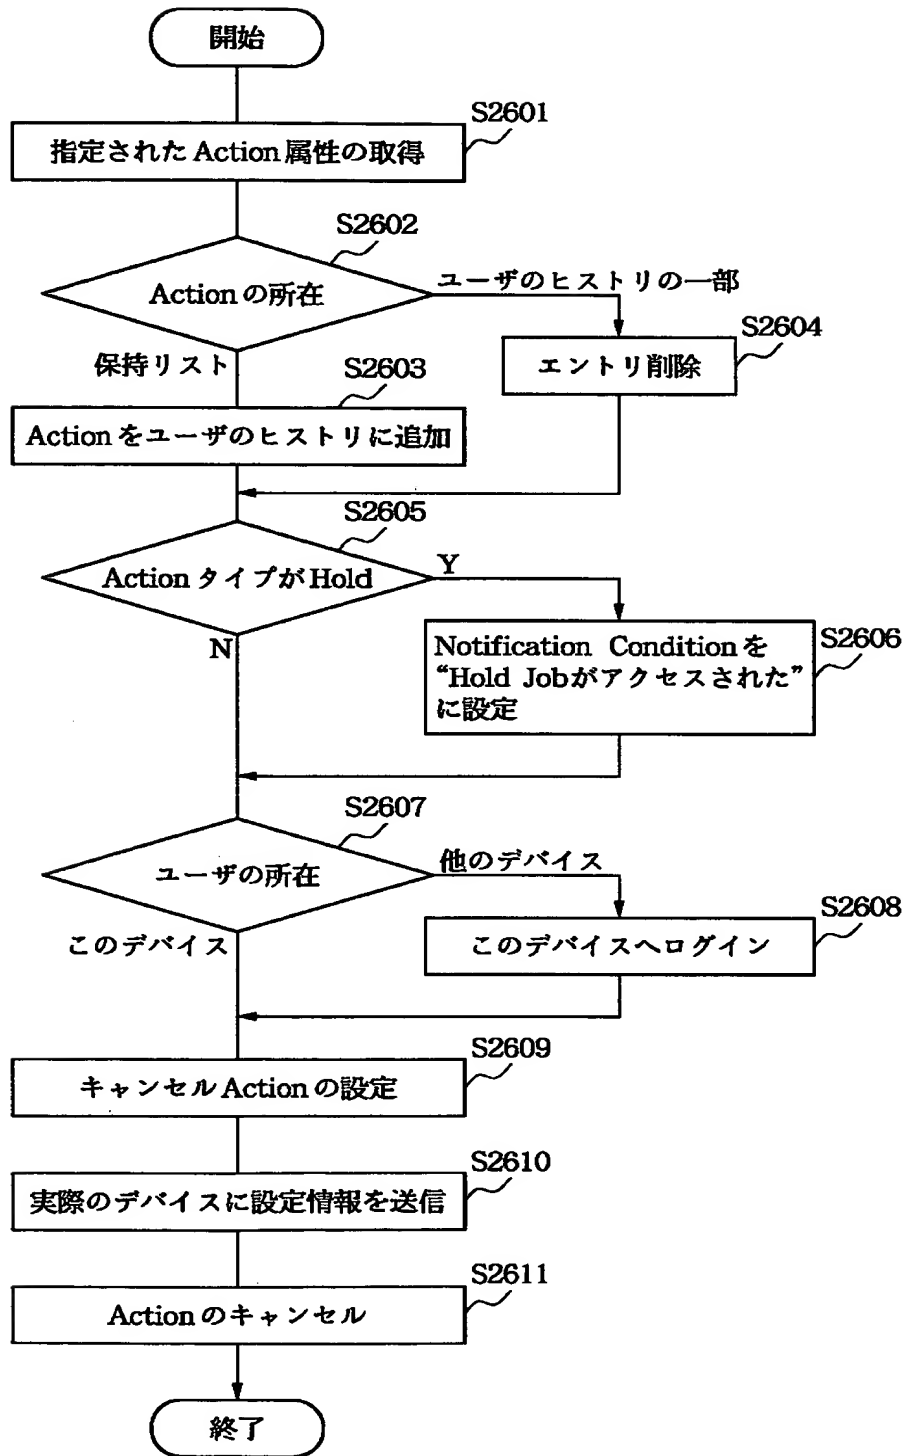 開始
S2601
指定されたAction属性の取得
S2602
Actionの所在
ユーザのヒストリの一部
S2604
エントリ削除
保持リスト
S2603
Actionをユーザのヒストリに追加
S2605
ActionタイプがHold
Y
N
S2606
Notification Conditionを
“Hold Jobがアクセスされた”
に設定
S2607
ユーザの所在
他のデバイス
S2608
このデバイスへログイン
このデバイス
S2609
キャンセルActionの設定
S2610
実際のデバイスに設定情報を送信
S2611
Actionのキャンセル
終了